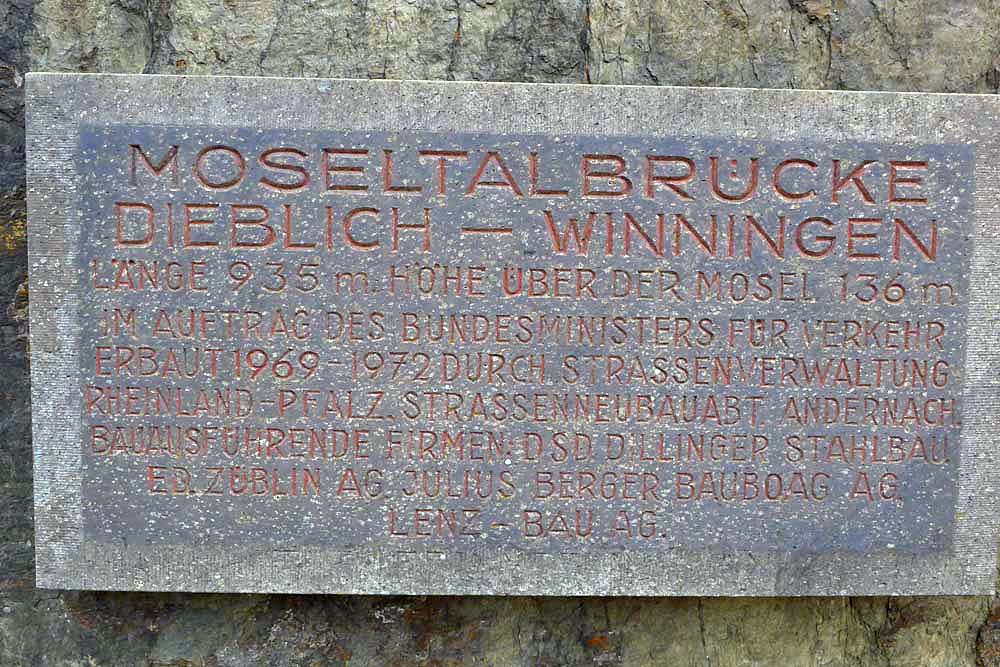 MOSELTALBRÜCKE
DIEBLICH – WINNINGEN
LÄNGE 935 m. HÖHE ÜBER DER MOSEL 136 m
IM AUFTRAG DES BUNDESMINISTERS FÜR VERKEHR
ERBAUT 1969-1972 DURCH STRASSENVERWALTUNG
RHEINLAND-PFALZ. STRASSENNEUBAUABT. ANDERNACH.
BAUAUSFÜHRENDE FIRMEN: DSD DILLINGER STAHLBAU.
ED. ZÜBLIN AG. JULIUS BERGER BAUBOAG AG.
LENZ - BAU AG.